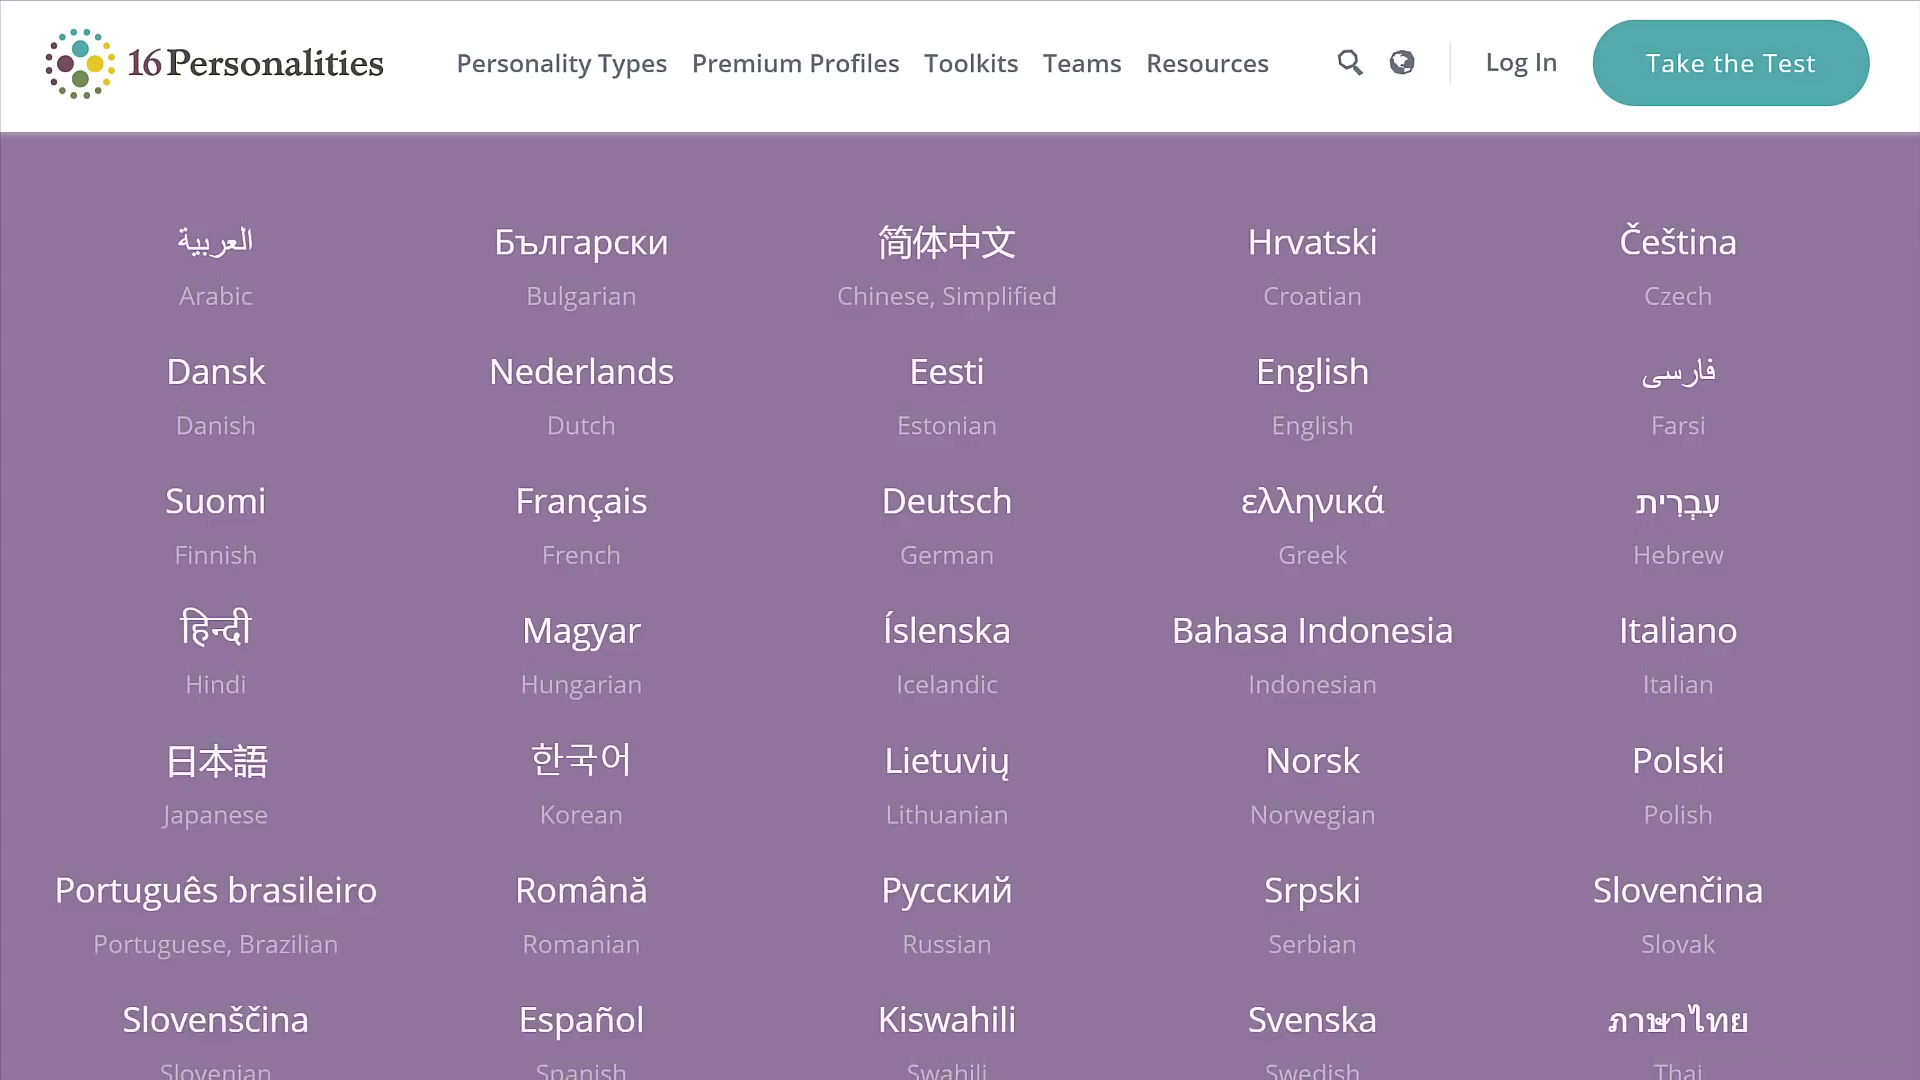 16Personalities
Personality Types Premium Profiles Toolkits Teams Resources Log In Take the Test
العربية Български 简体中文 Hrvatski Čeština
Arabic Bulgarian Chinese, Simplified Croatian Czech
Dansk Nederlands Eesti English فارسی
Danish Dutch Estonian English Farsi
Suomi Français Deutsch ελληνικά עִבְרִית
Finnish French German Greek Hebrew
हिन्दी Magyar Íslenska Bahasa Indonesia Italiano
Hindi Hungarian Icelandic Indonesian Italian
日本語 한국어 Lietuvių Norsk Polski
Japanese Korean Lithuanian Norwegian Polish
Português brasileiro Română Русский Srpski Slovenčina
Portuguese, Brazilian Romanian Russian Serbian Slovak
Slovenščina Español Kiswahili Svenska ภาษาไทย
Slovenian Spanish Swahili Swedish Thai